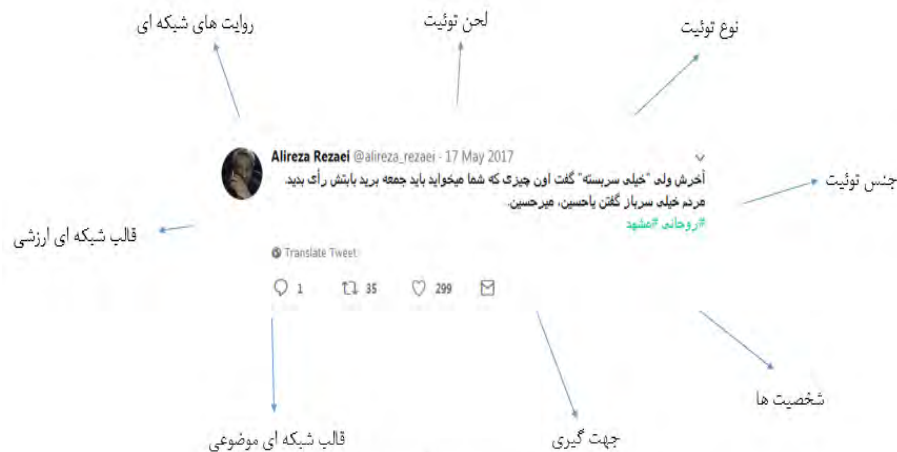 نوع توئیت
لحن توئیت
روایت های شبکه ای
Alireza Rezaei @alireza_rezaei · 17 May 2017
آخرش ولی "خیلی سربسته" گفت اون چیزی که شما میخواید باید جمعه برید بابتش رأی بدید.
مردم خیلی سرباز گفتن یاحسین، میرحسین.
#روحانی #مشهد
Translate Tweet
1 35 299
جنس توئیت
قالب شبکه ای ارزشی
شخصیت ها
جهت گیری
قالب شبکه ای موضوعی